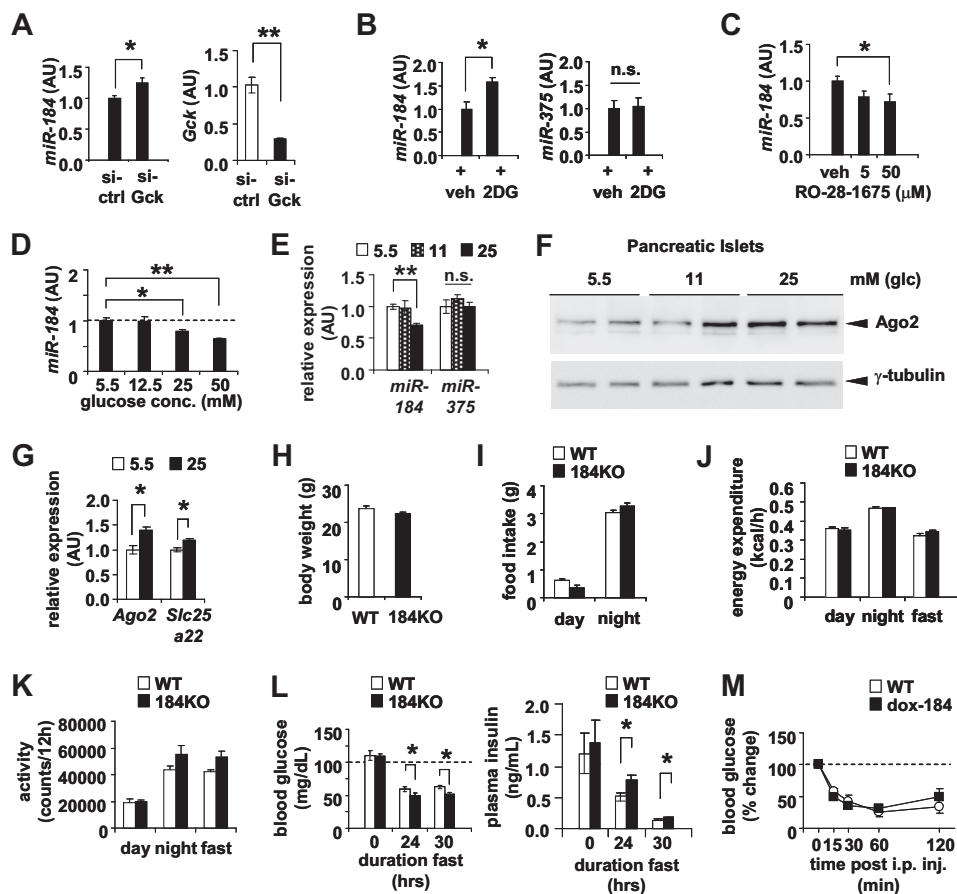 A
miR-184 (AU)
1.5
1.0
0.5
0.0
*
si-
ctrl
si-
Gck
Gck (AU)
1.5
1.0
0.5
0.0
**
si-
ctrl
si-
Gck
B
miR-184 (AU)
2.0
1.5
1.0
0.5
0.0
*
+ +
veh 2DG
miR-375 (AU)
2.0
1.5
1.0
0.5
0.0
n.s.
+ +
veh 2DG
C
miR-184 (AU)
1.5
1.0
0.5
0.0
*
veh 5 50
RO-28-1675 (μM)
D
miR-184 (AU)
2
1
1
0
**
*
5.5 12.5 25 50
glucose conc. (mM)
E
5.5 11 25
relative expression
(AU)
1.5
1.0
0.5
0.0
**
n.s.
miR-
184
miR-
375
F
Pancreatic Islets
5.5 11 25 mM (glc)
Ago2
γ-tubulin
G
5.5 25
relative expression
(AU)
2.0
1.5
1.0
0.5
0.0
*
*
Ago2 Slc25
a22
H
body weight (g)
30
20
10
0
WT 184KO
I
WT
184KO
food intake (g)
4
3
2
1
0
day night
J
WT
184KO
energy expenditure
(kcal/h)
0.6
0.5
0.4
0.3
0.2
0.1
0
day night fast
K
WT
184KO
activity
(counts/12h)
80000
60000
40000
20000
0
day night fast
L
WT
184KO
blood glucose
(mg/dL)
150
100
50
0
*
*
0 24 30
duration fast
(hrs)
WT
184KO
plasma insulin
(ng/mL)
2.0
1.5
1.0
0.5
0.0
*
*
0 24 30
duration fast
(hrs)
M
WT
dox-184
blood glucose
(% change)
150
100
50
0
0 15 30 60 120
time post i.p. inj.
(min)